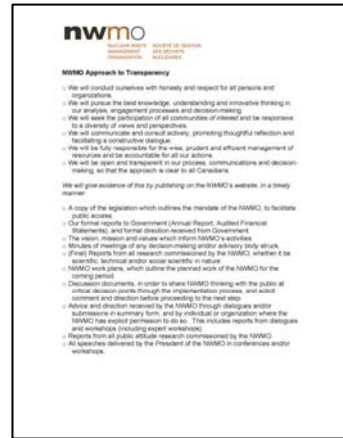 nwmo
NUCLEAR WASTE SOCIÉTÉ DE GESTION
MANAGEMENT DES DÉCHETS
ORGANIZATION NUCLÉAIRES
NWMO Approach to Transparency
o We will conduct ourselves with honesty and respect for all persons and
organizations.
o We will pursue the best knowledge, understanding and innovative thinking in
our analysis, engagement processes and decision-making.
o We will seek the participation of all communities of interest and be responsive
to a diversity of views and perspectives.
o We will communicate and consult actively, promoting thoughtful reflection and
facilitating a constructive dialogue.
o We will be fully responsible for the wise, prudent and efficient management of
resources and be accountable for all our actions.
o We will be open and transparent in our process, communications and decision-
making, so that the approach is clear to all Canadians.
We will give evidence of this by publishing on the NWMO's website, in a timely
manner:
o A copy of the legislation which outlines the mandate of the NWMO, to facilitate
public access.
o Our formal reports to Government (Annual Report, Audited Financial
Statements), and formal direction received from Government.
o The vision, mission and values which inform NWMO's activities.
o Minutes of meetings of any decision-making and/or advisory body struck.
o (Final) Reports from all research commissioned by the NWMO, whether it be
scientific, technical and/or social scientific in nature.
o NWMO work plans, which outline the planned work of the NWMO for the
coming period.
o Discussion documents, in order to share NWMO thinking with the public at
critical decision points through the implementation process, and solicit
comment and direction before proceeding to the next step.
o Advice and direction received by the NWMO through dialogues and/or
submissions in summary form, and by individual or organization where the
NWMO has explicit permission to do so. This includes reports from dialogues
and workshops (including expert workshops).
o Reports from all public attitude research commissioned by the NWMO.
o All speeches delivered by the President of the NWMO in conferences and/or
workshops.